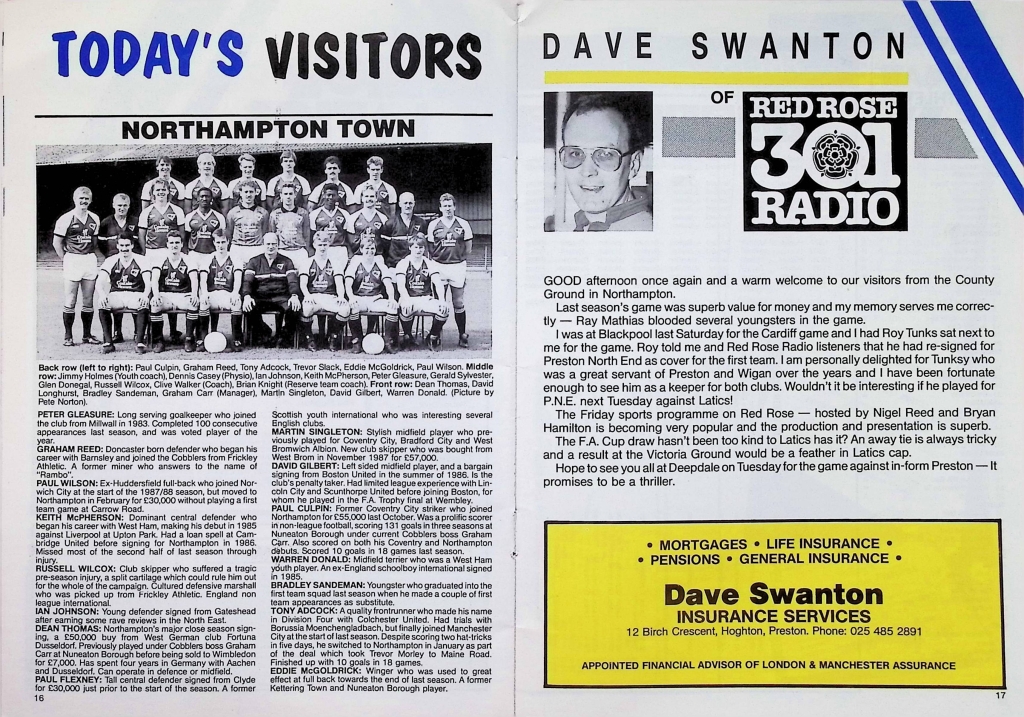 TODAY'S VISITORS
NORTHAMPTON TOWN
Back row (left to right): Paul Culpin, Graham Reed, Tony Adcock, Trevor Slack, Eddie McGoldrick, Paul Wilson. Middle
row: Jimmy Holmes (Youth coach), Dennis Casey (Physio), Ian Johnson, Keith McPherson, Peter Gleasure, Gerald Sylvester,
Glen Donegal, Russell Wilcox, Clive Walker (Coach), Brian Knight (Reserve team coach). Front row: Dean Thomas, David
Longhurst, Bradley Sandeman, Graham Carr (Manager), Martin Singleton, David Gilbert, Warren Donald. (Picture by
Pete Norton).
PETER GLEASURE: Long serving goalkeeper who joined
the club from Millwall in 1983. Completed 100 consecutive
appearances last season, and was voted player of the
year.
GRAHAM REED: Doncaster born defender who began his
career with Barnsley and joined the Cobblers from Frickley
Athletic. A former miner who answers to the name of
"Rambo".
PAUL WILSON: Ex-Huddersfield full-back who joined Nor-
wich City at the start of the 1987/88 season, but moved to
Northampton in February for £30,000 without playing a first
team game at Carrow Road.
KEITH McPHERSON: Dominant central defender who
began his career with West Ham, making his debut in 1985
against Liverpool at Upton Park. Had a loan spell at Cam-
bridge United before signing for Northampton in 1986.
Missed most of the second half of last season through
injury.
RUSSELL WILCOX: Club skipper who suffered a tragic
pre-season injury, a split cartilage which could rule him out
for the whole of the campaign. Cultured defensive marshall
who was picked up from Frickley Athletic. England non
league international.
IAN JOHNSON: Young defender signed from Gateshead
after earning some rave reviews in the North East.
DEAN THOMAS: Northampton's major close season sign-
ing, a £50,000 buy from West German club Fortuna
Dusseldorf. Previously played under Cobblers boss Graham
Carr at Nuneaton Borough before being sold to Wimbledon
for £7,000. Has spent four years in Germany with Aachen
and Dusseldorf. Can operate in defence or midfield.
PAUL FLEXNEY: Tall central defender signed from Clyde
for £30,000 just prior to the start of the season. A former
16
Scottish youth international who was interesting several
English clubs.
MARTIN SINGLETON: Stylish midfield player who pre-
viously played for Coventry City, Bradford City and West
Bromwich Albion. New club skipper who was bought from
West Brom in November 1987 for £57,000.
DAVID GILBERT: Left sided midfield player, and a bargain
signing from Boston United in the summer of 1986. Is the
club's penalty taker. Had limited league experience with Lin-
coln City and Scunthorpe United before joining Boston, for
whom he played in the F.A. Trophy final at Wembley.
PAUL CULPIN: Former Coventry City striker who joined
Northampton for £55,000 last October. Was a prolific scorer
in non-league football, scoring 131 goals in three seasons at
Nuneaton Borough under current Cobblers boss Graham
Carr. Also scored on both his Coventry and Northampton
debuts. Scored 10 goals in 18 games last season.
WARREN DONALD: Midfield terrier who was a West Ham
youth player. An ex-England schoolboy international signed
in 1985.
BRADLEY SANDEMAN: Youngster who graduated into the
first team squad last season when he made a couple of first
team appearances as substitute.
TONY ADCOCK: A quality frontrunner who made his name
in Division Four with Colchester United. Had trials with
Borussia Moenchengladbach, but finally joined Manchester
City at the start of last season. Despite scoring two hat-tricks
in five days, he switched to Northampton in January as part
of the deal which took Trevor Morley to Maine Road.
Finished up with 10 goals in 18 games.
EDDIE McGOLDRICK: Winger who was used to great
effect at full back towards the end of last season. A former
Kettering Town and Nuneaton Borough player.
DAVE SWANTON
OF
RED ROSE
301
RADIO
GOOD afternoon once again and a warm welcome to our visitors from the County
Ground in Northampton.
Last season's game was superb value for money and my memory serves me correc-
tly — Ray Mathias blooded several youngsters in the game.
I was at Blackpool last Saturday for the Cardiff game and I had Roy Tunks sat next to
me for the game. Roy told me and Red Rose Radio listeners that he had re-signed for
Preston North End as cover for the first team. I am personally delighted for Tunksy who
was a great servant of Preston and Wigan over the years and I have been fortunate
enough to see him as a keeper for both clubs. Wouldn't it be interesting if he played for
P.N.E. next Tuesday against Latics!
The Friday sports programme on Red Rose — hosted by Nigel Reed and Bryan
Hamilton is becoming very popular and the production and presentation is superb.
The F.A. Cup draw hasn't been too kind to Latics has it? An away tie is always tricky
and a result at the Victoria Ground would be a feather in Latics cap.
Hope to see you all at Deepdale on Tuesday for the game against in-form Preston — It
promises to be a thriller.
• MORTGAGES • LIFE INSURANCE •
• PENSIONS • GENERAL INSURANCE •
Dave Swanton
INSURANCE SERVICES
12 Birch Crescent, Hoghton, Preston. Phone: 025 485 2891
APPOINTED FINANCIAL ADVISOR OF LONDON & MANCHESTER ASSURANCE
17